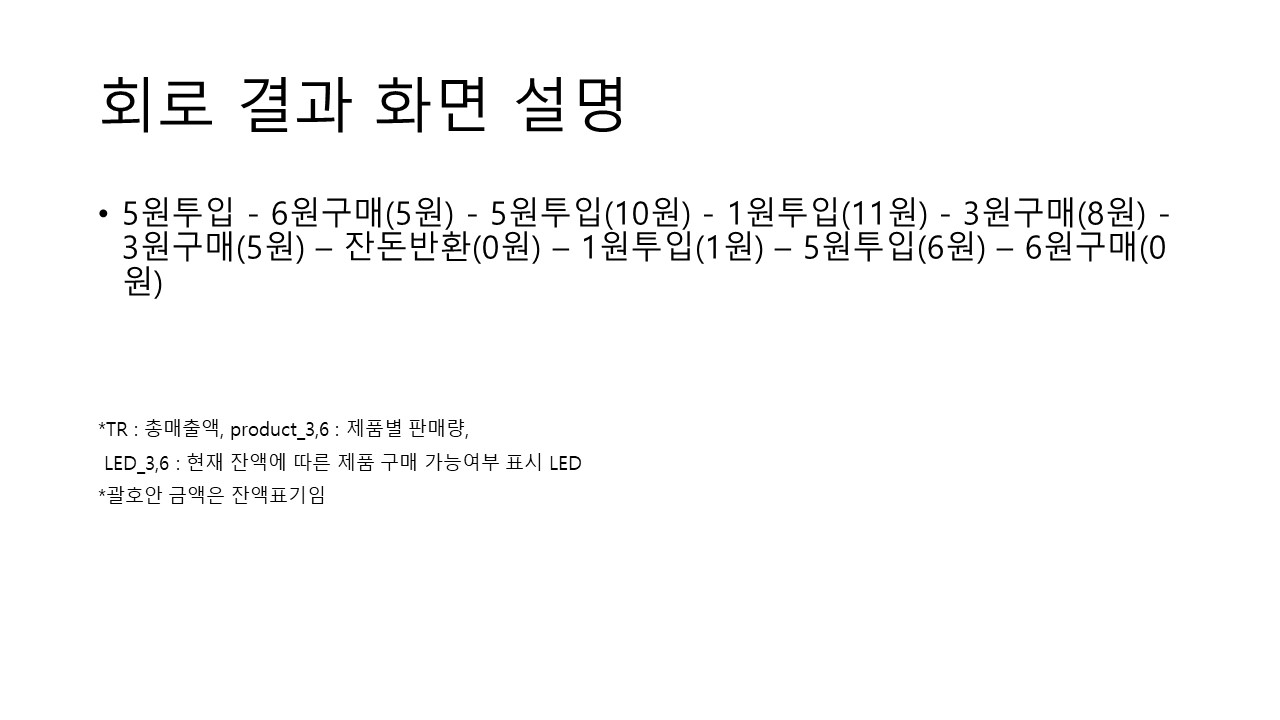 회로 결과 화면 설명
• 5원투입 - 6원구매(5원) - 5원투입(10원) - 1원투입(11원) - 3원구매(8원) -
3원구매(5원) – 잔돈반환(0원) – 1원투입(1원) – 5원투입(6원) – 6원구매(0
원)
*TR : 총매출액, product_3,6 : 제품별 판매량,
LED_3,6 : 현재 잔액에 따른 제품 구매 가능여부 표시 LED
*괄호안 금액은 잔액표기임